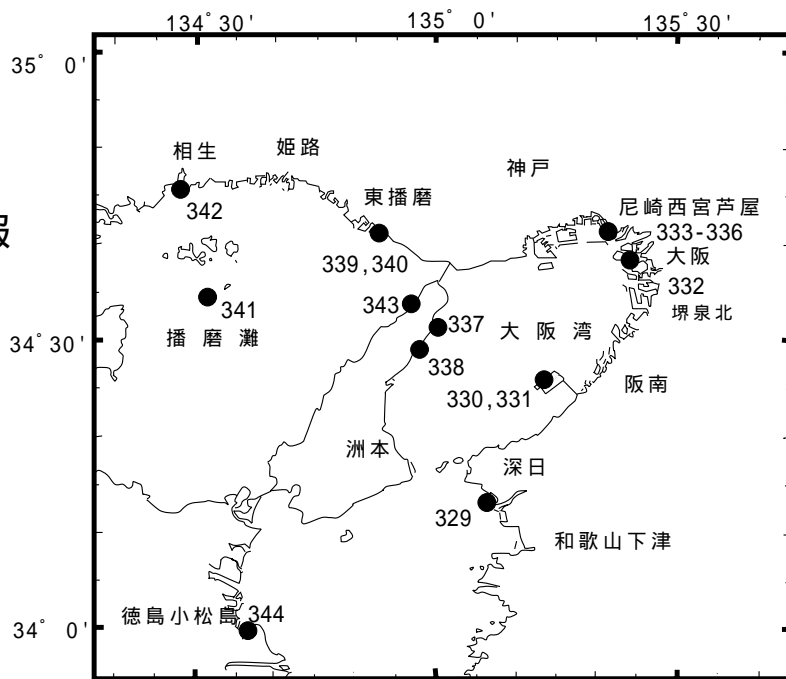 134°30'
135° 0'
135°30'
35° 0'
相生
姫路
神戸
東播磨
尼崎西宮芦屋
報
342
333-336
339,340
大阪
332
341
343
337
大阪湾
堺泉北
播磨灘
34°30'
338
330,331
阪南
洲本
深日
329
和歌山下津
徳島小松島
344
34° 0'